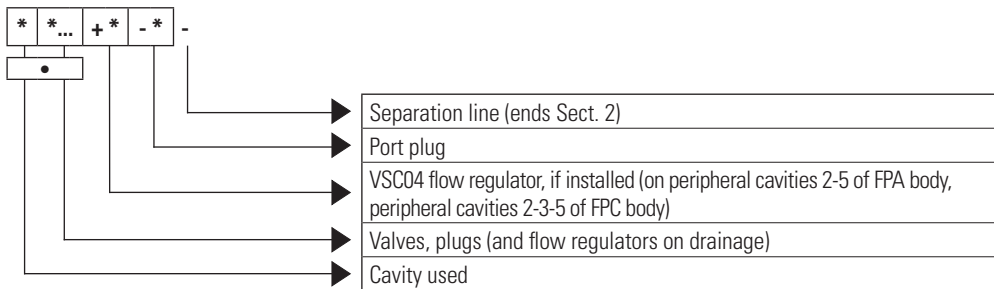 * *... + * - * -
•
Separation line (ends Sect. 2)
Port plug
VSC04 flow regulator, if installed (on peripheral cavities 2-5 of FPA body,
peripheral cavities 2-3-5 of FPC body)
Valves, plugs (and flow regulators on drainage)
Cavity used